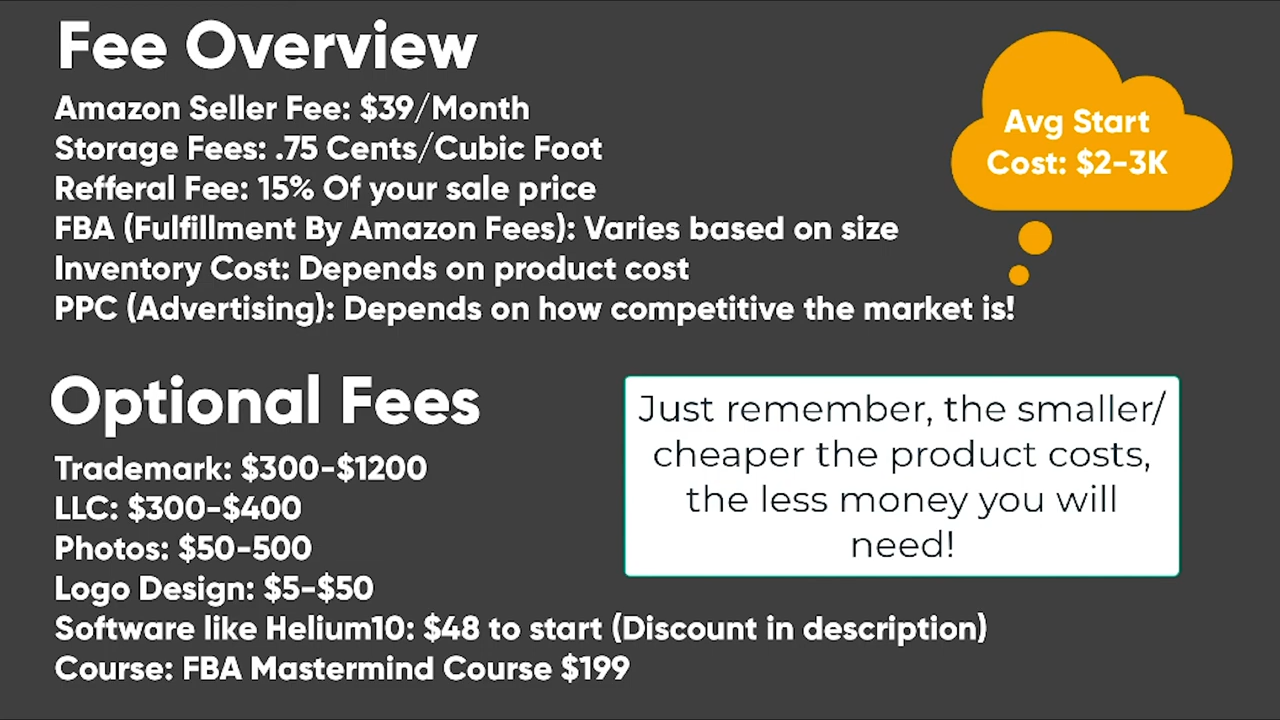 Fee Overview
Amazon Seller Fee: $39/Month
Storage Fees: .75 Cents/Cubic Foot
Refferal Fee: 15% Of your sale price
FBA (Fulfillment By Amazon Fees): Varies based on size
Inventory Cost: Depends on product cost
PPC (Advertising): Depends on how competitive the market is!
Avg Start
Cost: $2-3K
Optional Fees
Trademark: $300-$1200
LLC: $300-$400
Photos: $50-500
Logo Design: $5-$50
Software like Helium10: $48 to start (Discount in description)
Course: FBA Mastermind Course $199
Just remember, the smaller/
cheaper the product costs,
the less money you will
need!